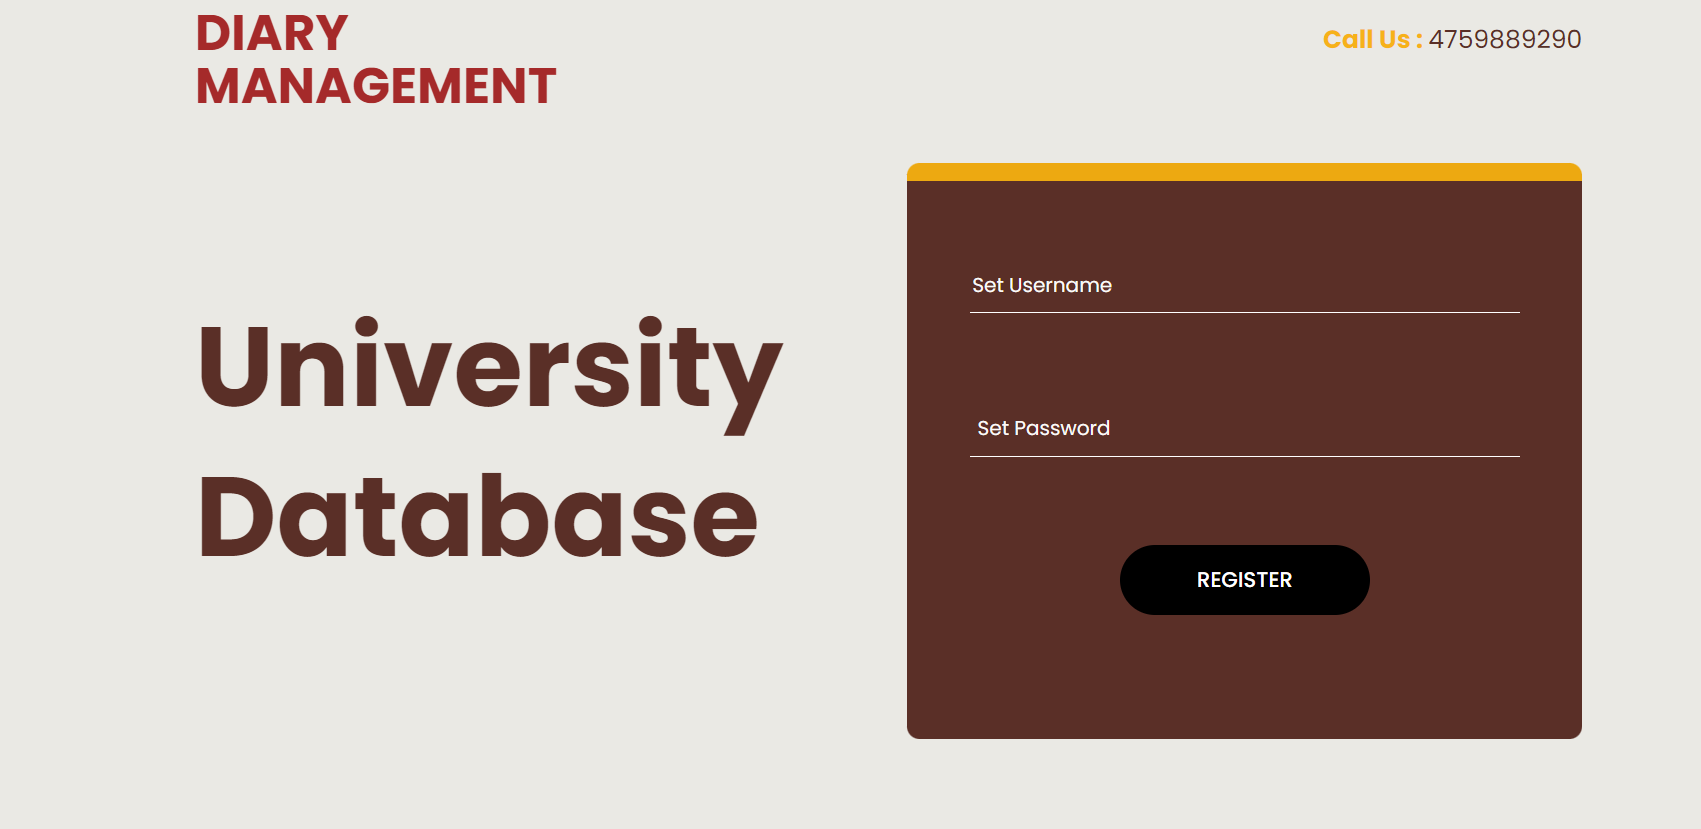 DIARY
MANAGEMENT
Call Us : 4759889290
University
Database
Set Username
Set Password
REGISTER